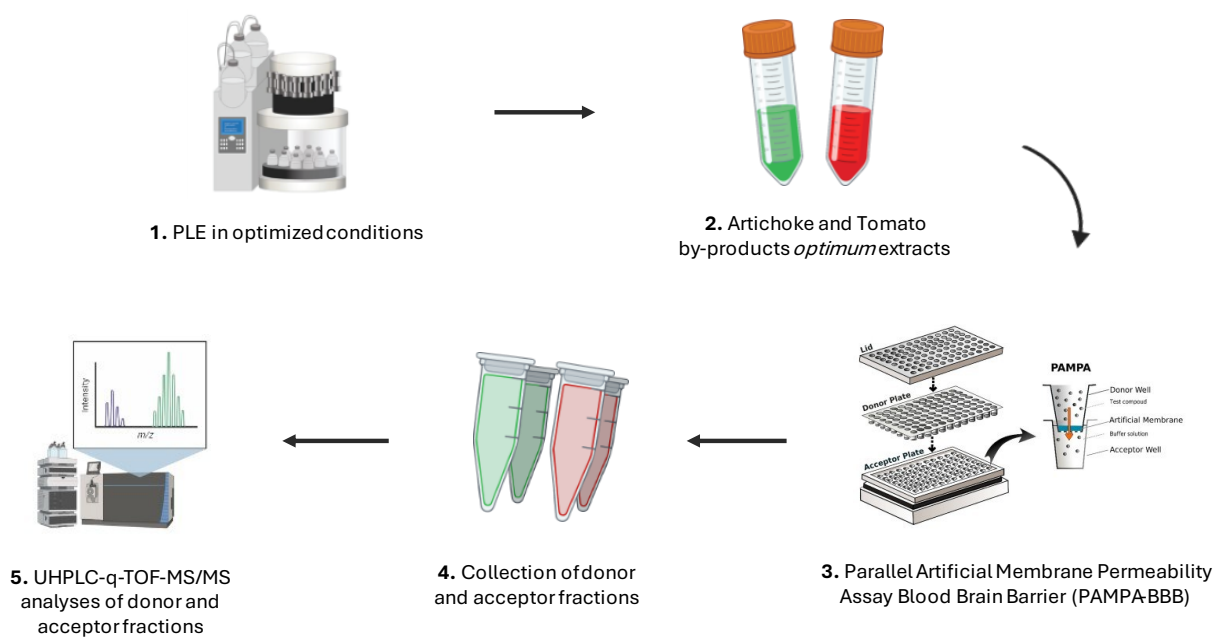 1. PLE in optimized conditions
2. Artichoke and Tomato
by-products optimum extracts
Lid
Donor Plate
Acceptor Plate
PAMPA
Donor Well
Test compoud
Artificial Membrane
Buffer solution
Acceptor Well
3. Parallel Artificial Membrane Permeability
Assay Blood Brain Barrier (PAMPA-BBB)
4. Collection of donor
and acceptor fractions
Intensity
m/z
5. UHPLC-q-TOF-MS/MS
analyses of donor and
acceptor fractions